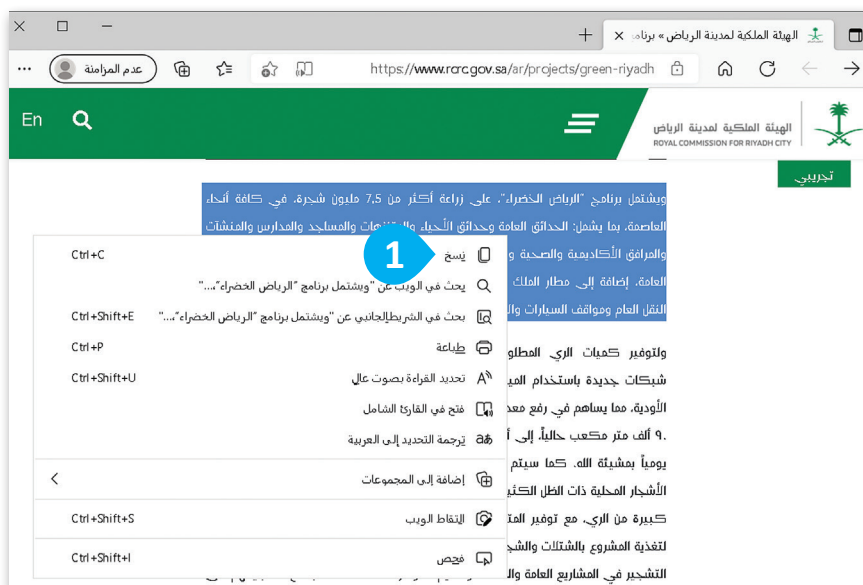 الهيئة الملكية لمدينة الرياض » برنامج
عدم المزامنة
https://www.rcrc.gov.sa/ar/projects/green-riyadh
En
الهيئة الملكية لمدينة الرياض
ROYAL COMMISSION FOR RIYADH CITY
تجريبي
ويشتمل برنامج "الرياض الخضراء"، على زراعة أكثر من 7,5 مليون شجرة، في كافة أنحاء
العاصمة، بما يشمل: الحدائق العامة وحدائق الأحياء والمتنزهات والمساجد والمدارس والمنشآت
والمرافق الأكاديمية والصحية و
العامة، إضافة إلى مطار الملك
النقل العام ومواقف السيارات وال
1
نسخ Ctrl+C
بحث في الويب عن "ويشتمل برنامج "الرياض الخضراء"،..."
بحث في الشريط الجانبي عن "ويشتمل برنامج "الرياض الخضراء"،..." Ctrl+Shift+E
طباعة Ctrl+P
تحديد القراءة بصوت عالٍ Ctrl+Shift+U
فتح في القارئ الشامل
ترجمة التحديد إلى العربية
إضافة إلى المجموعات
التقاط الويب Ctrl+Shift+S
فحص Ctrl+Shift+I
ولتوفير كميات الري المطلو
شبكات جديدة باستخدام الميا
الأودية، مما يساهم في رفع معد
٩٠ ألف متر مكعب حالياً، إلى أ
يومياً بمشيئة الله. كما سيتم
الأشجار المحلية ذات الظل الكثي
كبيرة من الري، مع توفير المت
لتغذية المشروع بالشتلات والشج
التشجير في المشاريع العامة وال